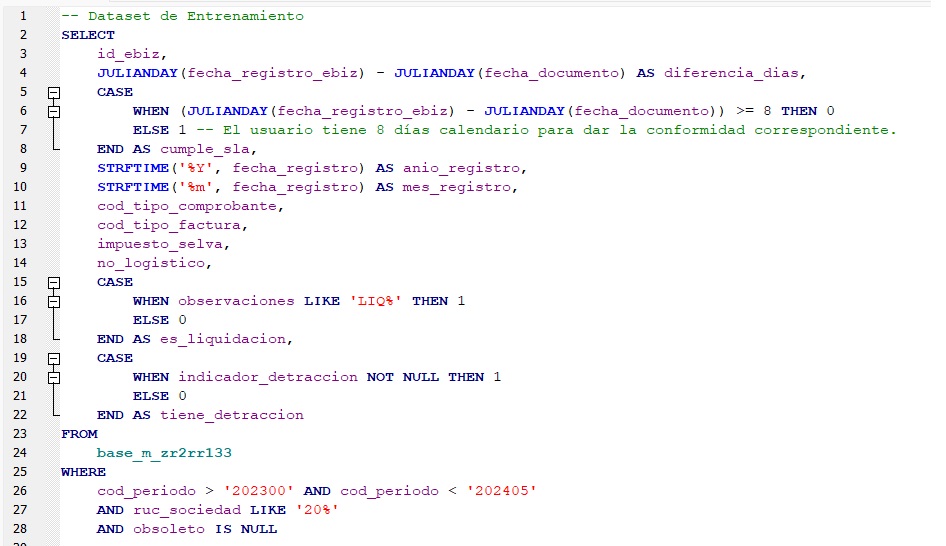 1 -- Dataset de Entrenamiento
2 SELECT
3 id_ebiz,
4 JULIANDAY(fecha_registro_ebiz) - JULIANDAY(fecha_documento) AS diferencia_dias,
5 CASE
6 WHEN (JULIANDAY(fecha_registro_ebiz) - JULIANDAY(fecha_documento)) >= 8 THEN 0
7 ELSE 1 -- El usuario tiene 8 días calendario para dar la conformidad correspondiente.
8 END AS cumple_sla,
9 STRFTIME('%Y', fecha_registro) AS anio_registro,
10 STRFTIME('%m', fecha_registro) AS mes_registro,
11 cod_tipo_comprobante,
12 cod_tipo_factura,
13 impuesto_selva,
14 no_logistico,
15 CASE
16 WHEN observaciones LIKE 'LIQ%' THEN 1
17 ELSE 0
18 END AS es_liquidacion,
19 CASE
20 WHEN indicador_detraccion NOT NULL THEN 1
21 ELSE 0
22 END AS tiene_detraccion
23 FROM
24 base_m_zr2rr133
25 WHERE
26 cod_periodo > '202300' AND cod_periodo < '202405'
27 AND ruc_sociedad LIKE '20%'
28 AND obsoleto IS NULL